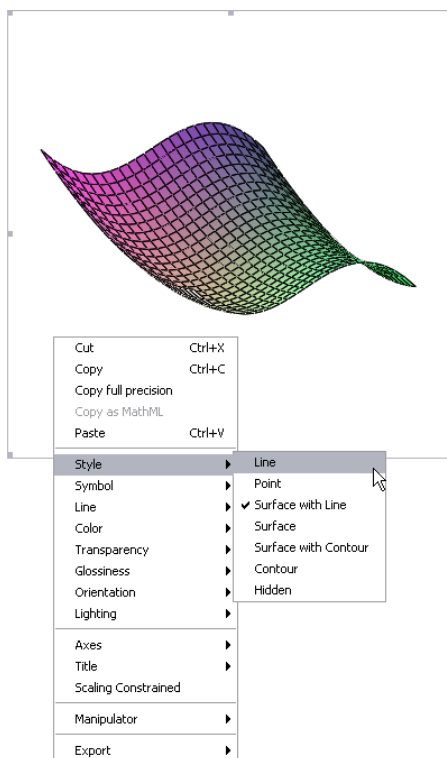 Cut Ctrl+X
Copy Ctrl+C
Copy full precision
Copy as MathML
Paste Ctrl+V
Style
Symbol
Line
Color
Transparency
Glossiness
Orientation
Lighting
Axes
Title
Scaling Constrained
Manipulator
Export
Line
Point
Surface with Line
Surface
Surface with Contour
Contour
Hidden